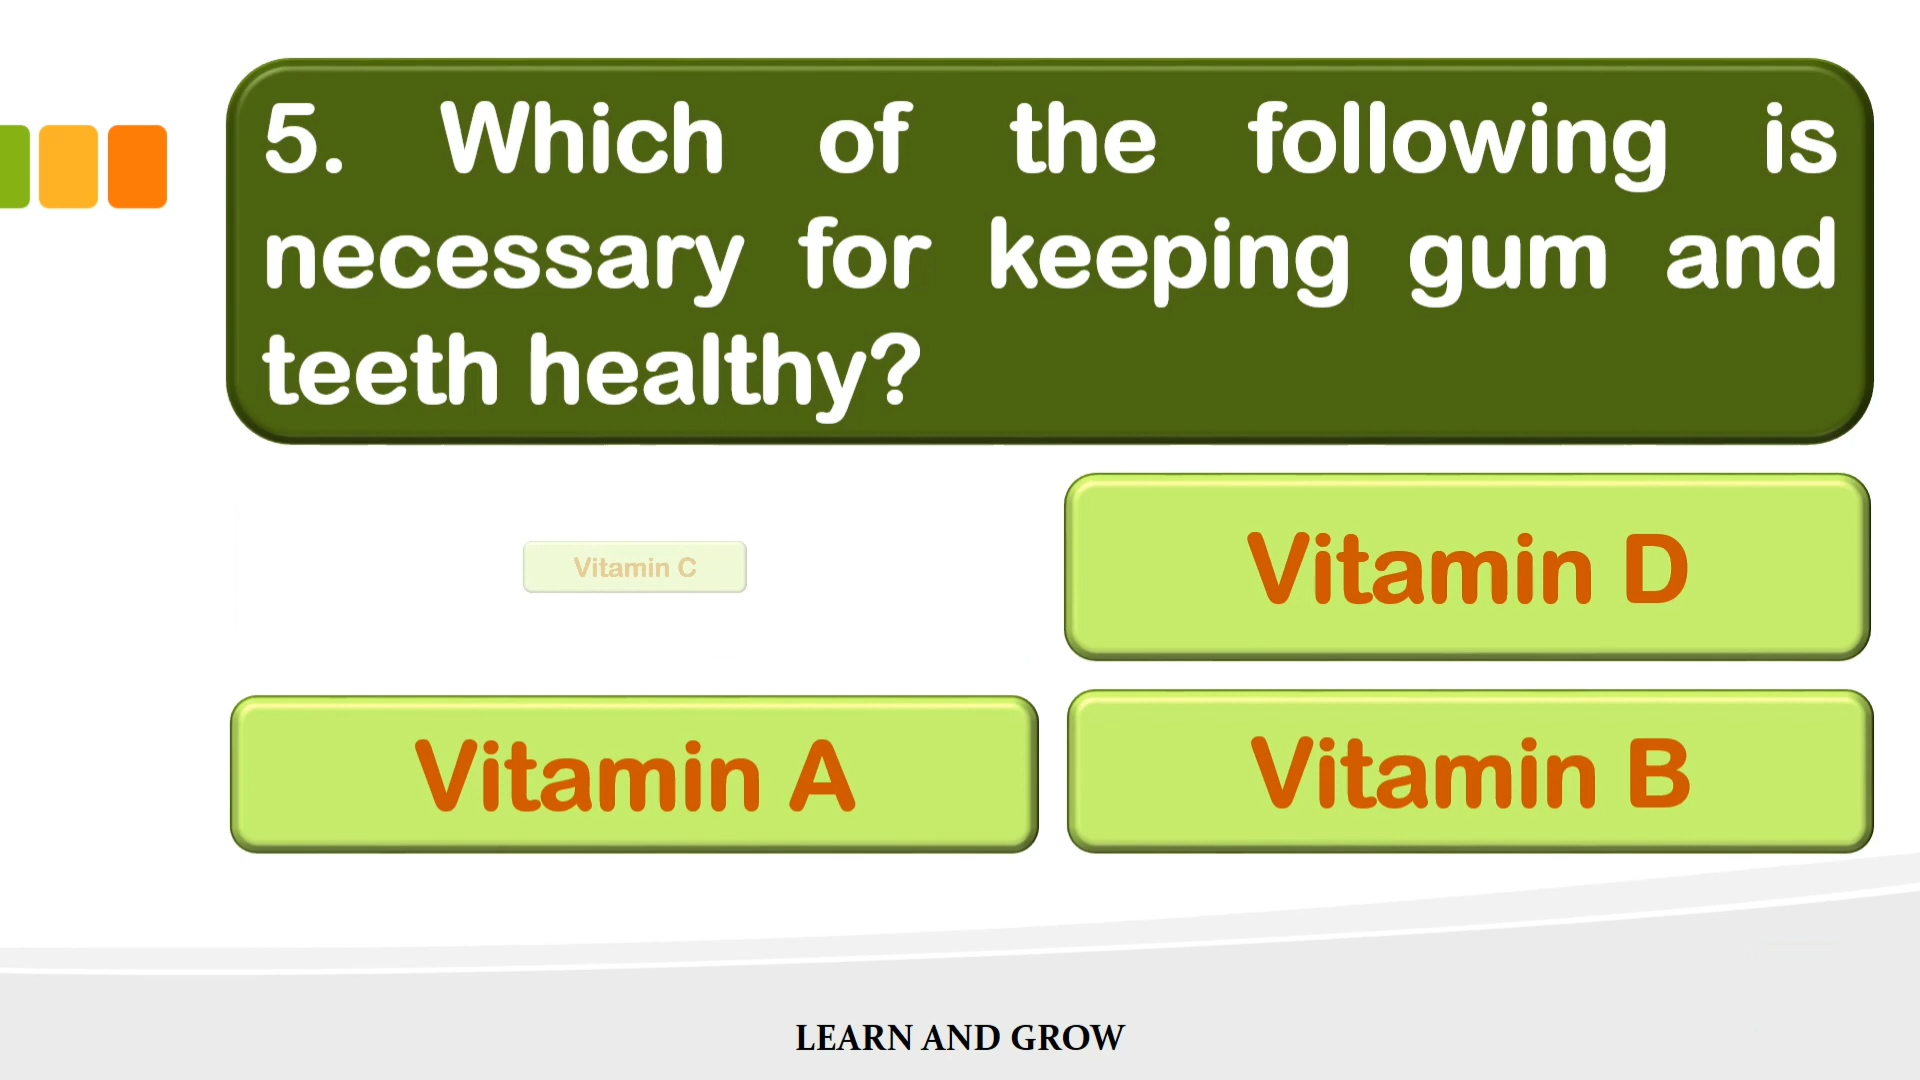 5. Which of the following is
necessary for keeping gum and
teeth healthy?
Vitamin C
Vitamin D
Vitamin A
Vitamin B
LEARN AND GROW